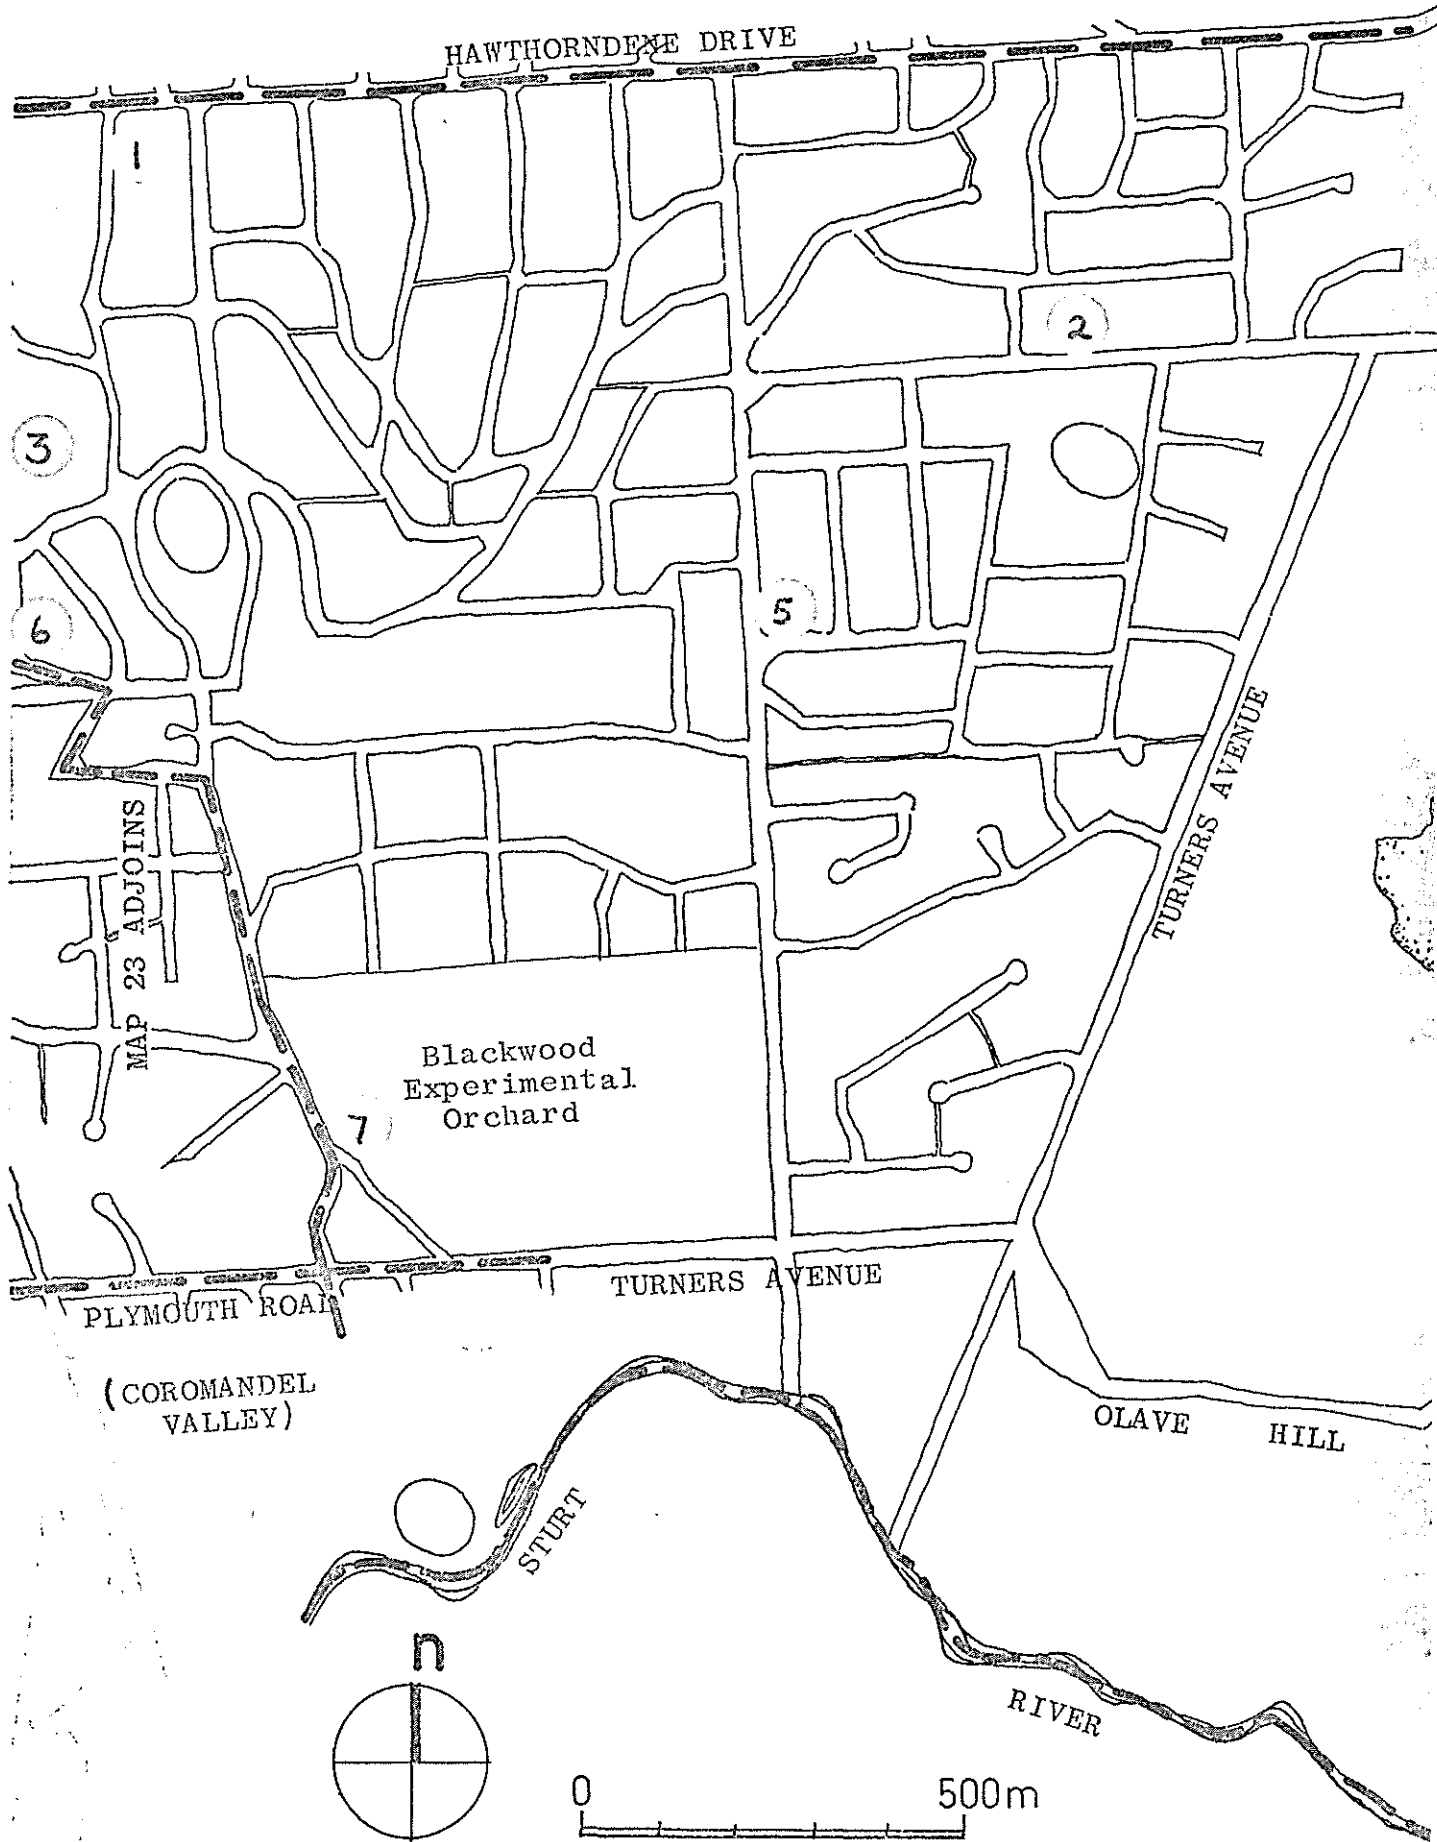 HAWTHORNDENE DRIVE
1
2
3
5
6
TURNERS AVENUE
MAP 23 ADJOINS
Blackwood
Experimental
Orchard
7
TURNERS AVENUE
PLYMOUTH ROAD
(COROMANDEL
VALLEY)
OLAVE HILL
STURT
RIVER
n
0 500m